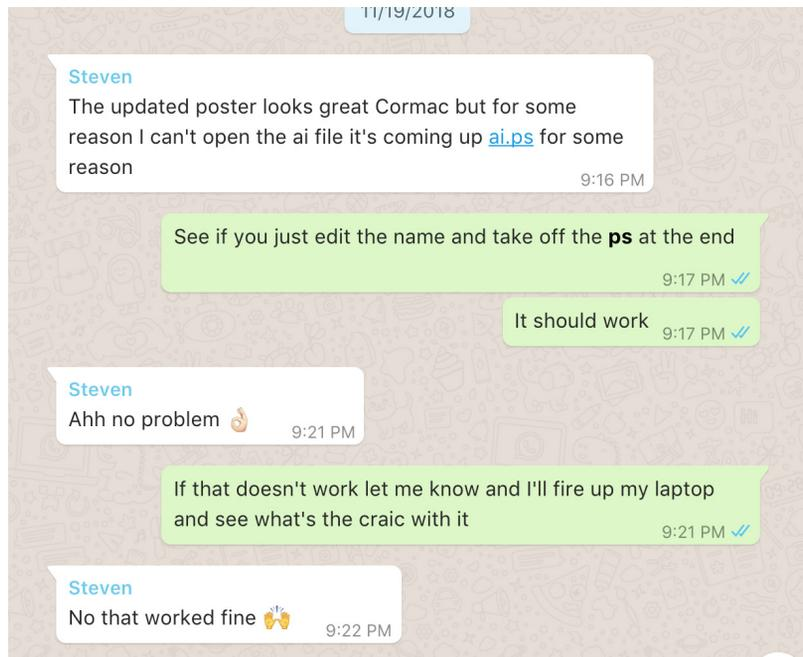 11/19/2018
Steven
The updated poster looks great Cormac but for some
reason I can't open the ai file it's coming up ai.ps for some
reason
9:16 PM
See if you just edit the name and take off the ps at the end
9:17 PM
It should work
9:17 PM
Steven
Ahh no problem 👌🏻
9:21 PM
If that doesn't work let me know and I'll fire up my laptop
and see what's the craic with it
9:21 PM
Steven
No that worked fine 🙌
9:22 PM